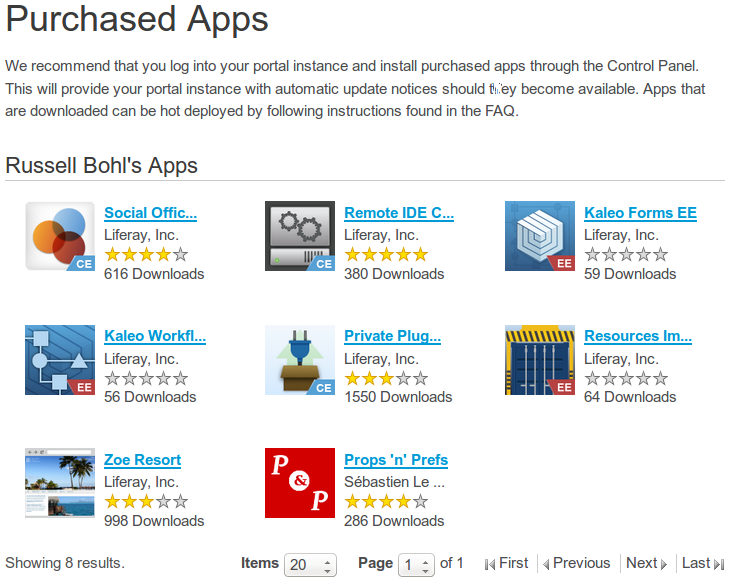 Purchased Apps
We recommend that you log into your portal instance and install purchased apps through the Control Panel.
This will provide your portal instance with automatic update notices should they become available. Apps that
are downloaded can be hot deployed by following instructions found in the FAQ.
Russell Bohl's Apps
Social Offic...
Liferay, Inc.
616 Downloads
CE
Remote IDE C...
Liferay, Inc.
380 Downloads
CE
Kaleo Forms EE
Liferay, Inc.
59 Downloads
EE
Kaleo Workfl...
Liferay, Inc.
56 Downloads
EE
Private Plug...
Liferay, Inc.
1550 Downloads
CE
Resources Im...
Liferay, Inc.
64 Downloads
EE
Zoe Resort
Liferay, Inc.
998 Downloads
P & P
Props 'n' Prefs
Sébastien Le ...
286 Downloads
Showing 8 results. Items 20 Page 1 of 1 First Previous Next Last